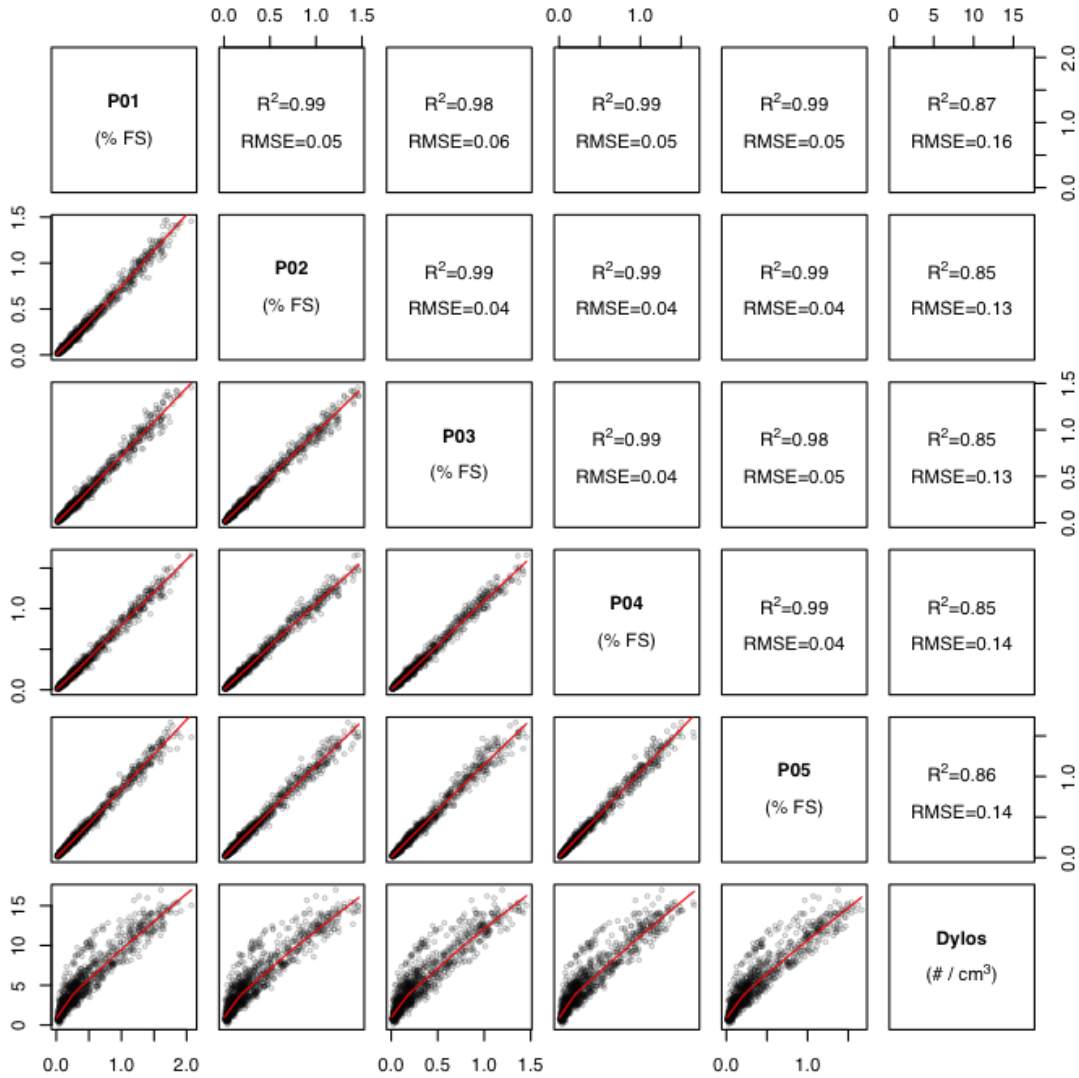 0.0 0.5 1.0 1.5 0.0 1.0 0 5 10 15
P01 R²=0.99 R²=0.98 R²=0.99 R²=0.99 R²=0.87 2.0
(% FS) RMSE=0.05 RMSE=0.06 RMSE=0.05 RMSE=0.05 RMSE=0.16 1.0
0.0
1.5
1.0 P02 R²=0.99 R²=0.99 R²=0.99 R²=0.85
0.5 (% FS) RMSE=0.04 RMSE=0.04 RMSE=0.04 RMSE=0.13
0.0
1.5
P03 R²=0.99 R²=0.98 R²=0.85 1.0
(% FS) RMSE=0.04 RMSE=0.05 RMSE=0.13 0.5
0.0
1.0 P04 R²=0.99 R²=0.85
(% FS) RMSE=0.04 RMSE=0.14
0.0
P05 R²=0.86 1.0
(% FS) RMSE=0.14
0.0
15
10 Dylos
5 (# / cm³)
0
0.0 1.0 2.0 0.0 0.5 1.0 1.5 0.0 1.0